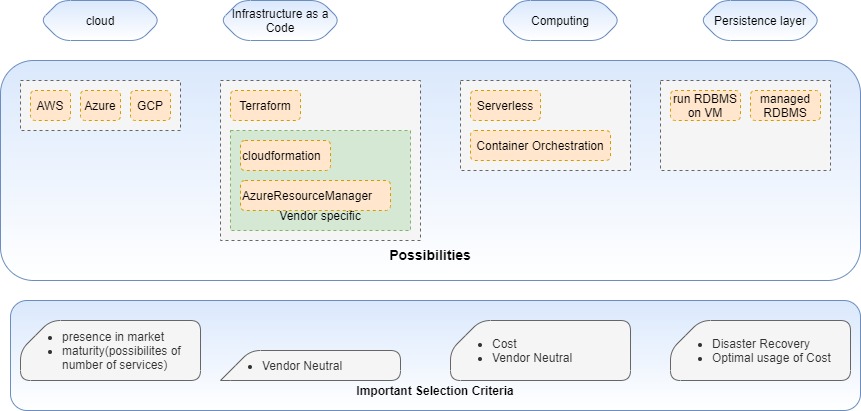 cloud
Infrastructure as a
Code
Computing
Persistence layer
AWS
Azure
GCP
Terraform
cloudformation
AzureResourceManager
Vendor specific
Serverless
Container Orchestration
run RDBMS
on VM
managed
RDBMS
Possibilities
presence in market
maturity(possibilites of
number of services)
Vendor Neutral
Cost
Vendor Neutral
Disaster Recovery
Optimal usage of Cost
Important Selection Criteria